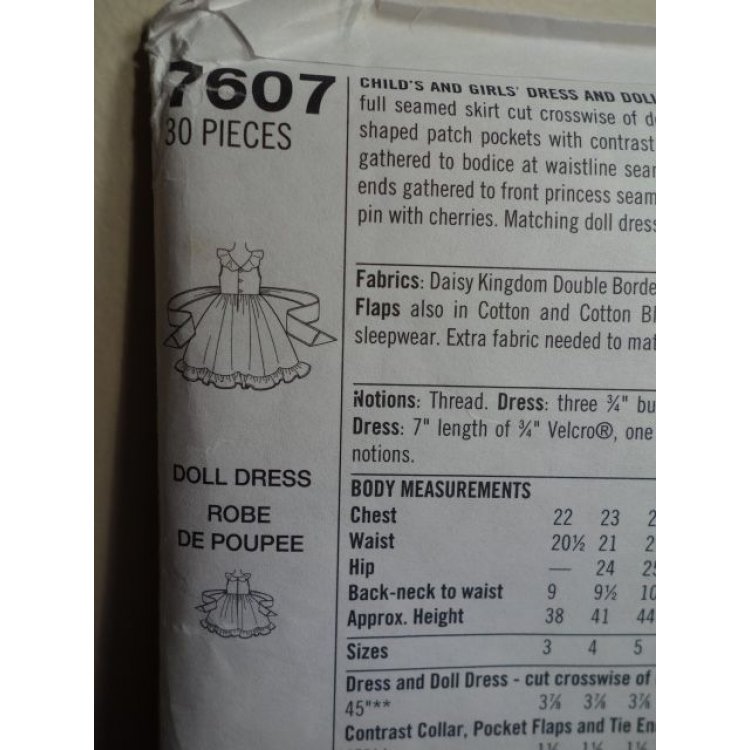 7607
30 PIECES
DOLL DRESS
ROBE
DE POUPEE
CHILD'S AND GIRLS' DRESS AND DOLL
full seamed skirt cut crosswise of
shaped patch pockets with contrast
gathered to bodice at waistline
ends gathered to front princess seam
pin with cherries. Matching doll dress
Fabrics: Daisy Kingdom Double
Flaps also in Cotton and Cotton
sleepwear. Extra fabric needed to
Notions: Thread. Dress: three ¾"
Dress: 7" length of ¾" Velcro®, one
notions.
BODY MEASUREMENTS
Chest 22 23
Waist 20½ 21
Hip — 24
Back-neck to waist 9 9½ 10
Approx. Height 38 41 44
Sizes 3 4 5
Dress and Doll Dress - cut crosswise of
45"** 3⅞ 3⅞ 3⅞
Contrast Collar, Pocket Flaps and Tie